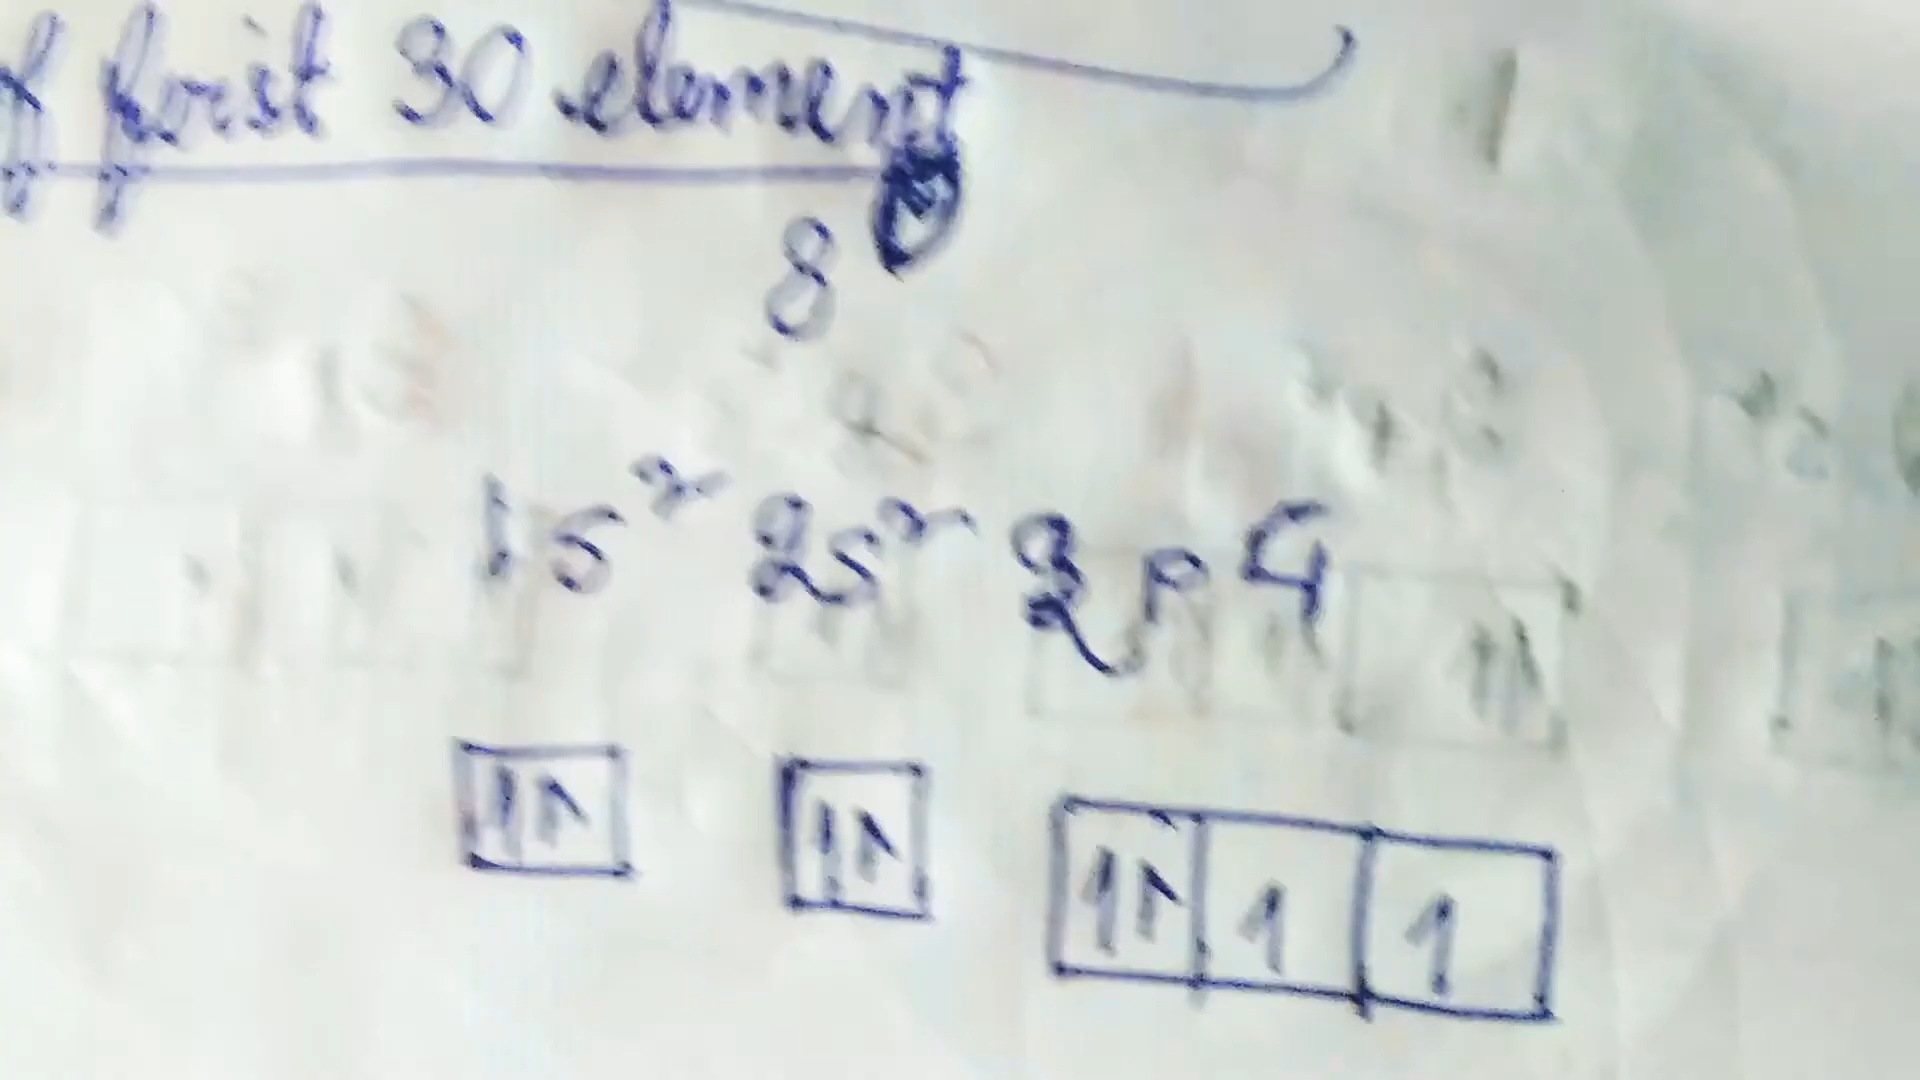 f first 30 element
8
1s² 2s² 2p⁴
1↿ 1↿ 1↿ 1 1